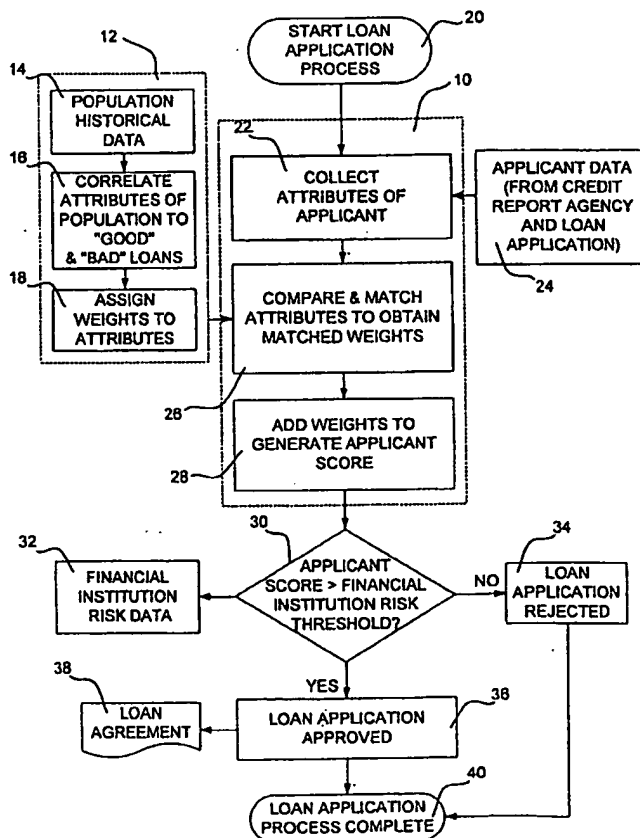 20
START LOAN
APPLICATION
PROCESS
12
14
POPULATION
HISTORICAL
DATA
16
CORRELATE
ATTRIBUTES OF
POPULATION TO
"GOOD"
& "BAD" LOANS
18
ASSIGN
WEIGHTS TO
ATTRIBUTES
10
22
COLLECT
ATTRIBUTES OF
APPLICANT
APPLICANT DATA
(FROM CREDIT
REPORT AGENCY
AND LOAN
APPLICATION)
24
COMPARE & MATCH
ATTRIBUTES TO OBTAIN
MATCHED WEIGHTS
26
ADD WEIGHTS TO
GENERATE APPLICANT
SCORE
28
30
APPLICANT
SCORE > FINANCIAL
INSTITUTION RISK
THRESHOLD?
32
FINANCIAL
INSTITUTION
RISK DATA
NO
34
LOAN
APPLICATION
REJECTED
YES
36
LOAN APPLICATION
APPROVED
38
LOAN
AGREEMENT
40
LOAN APPLICATION
PROCESS COMPLETE